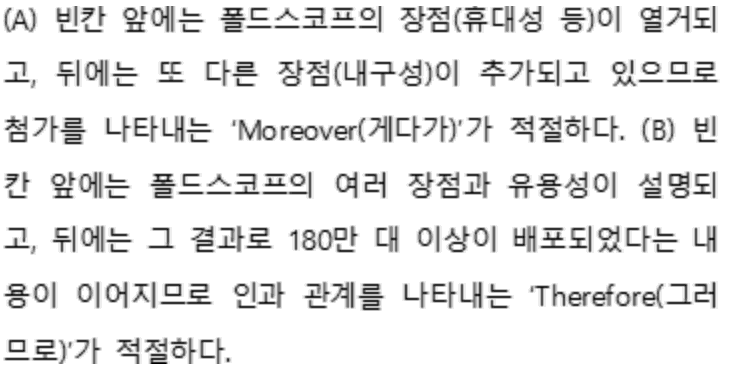 (A) 빈칸 앞에는 폴드스코프의 장점(휴대성 등)이 열거되
고, 뒤에는 또 다른 장점(내구성)이 추가되고 있으므로
첨가를 나타내는 ‘Moreover(게다가)’가 적절하다. (B) 빈
칸 앞에는 폴드스코프의 여러 장점과 유용성이 설명되
고, 뒤에는 그 결과로 180만 대 이상이 배포되었다는 내
용이 이어지므로 인과 관계를 나타내는 ‘Therefore(그러
므로)’가 적절하다.